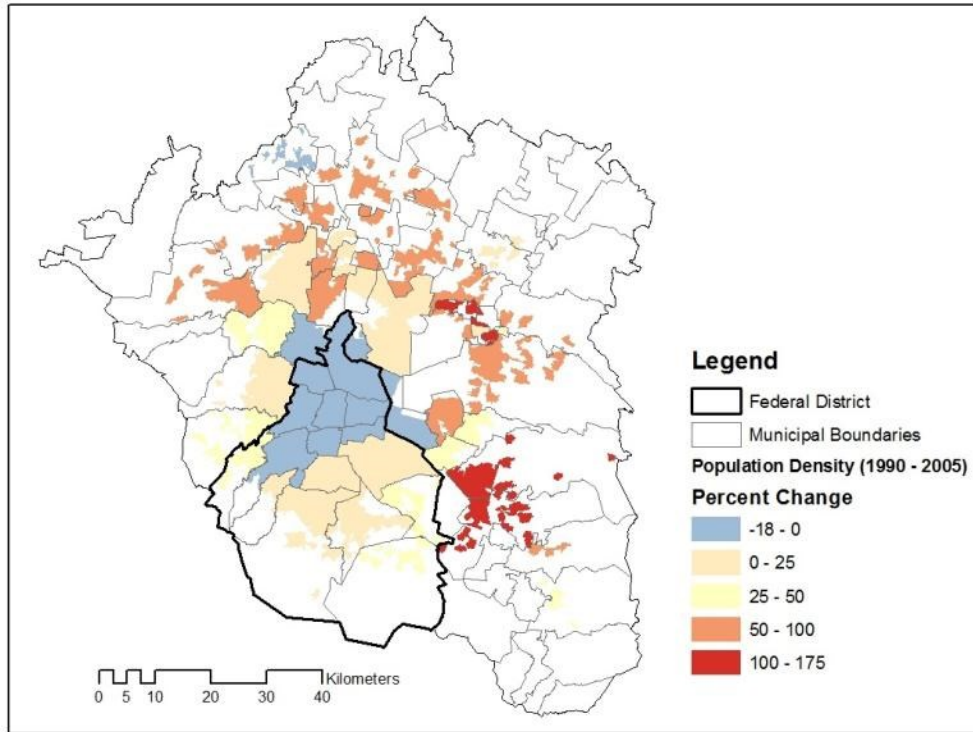 Legend
Federal District
Municipal Boundaries
Population Density (1990 - 2005)
Percent Change
-18 - 0
0 - 25
25 - 50
50 - 100
100 - 175
Kilometers
0 5 10 20 30 40